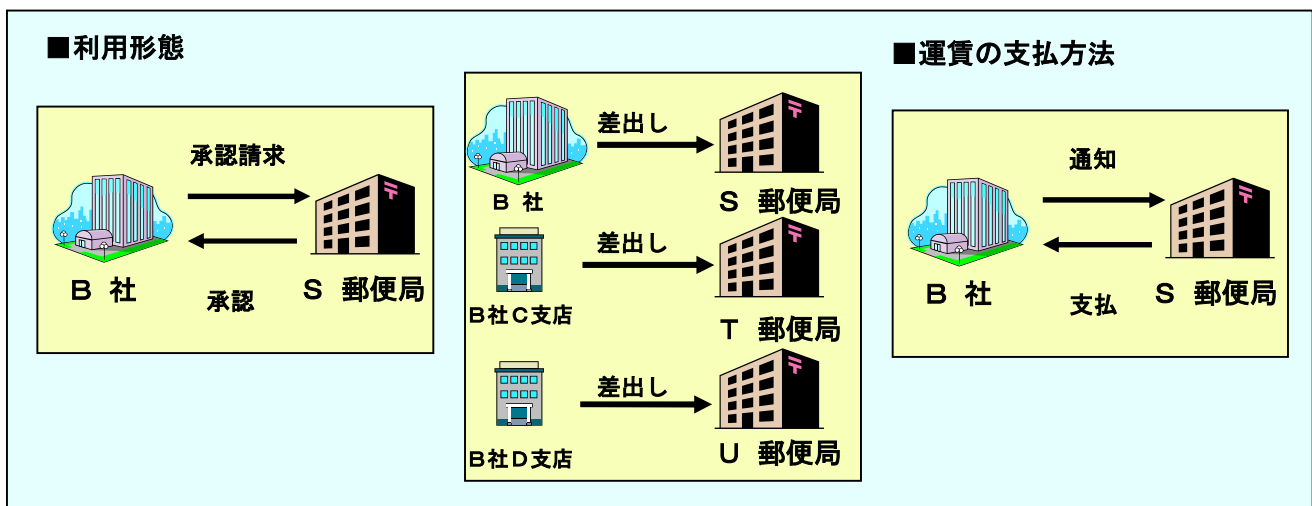 ■利用形態
承認請求
B 社
承認
S 郵便局
差出し
B 社
S 郵便局
差出し
B社C支店
T 郵便局
差出し
B社D支店
U 郵便局
■運賃の支払方法
通知
B 社
支払
S 郵便局